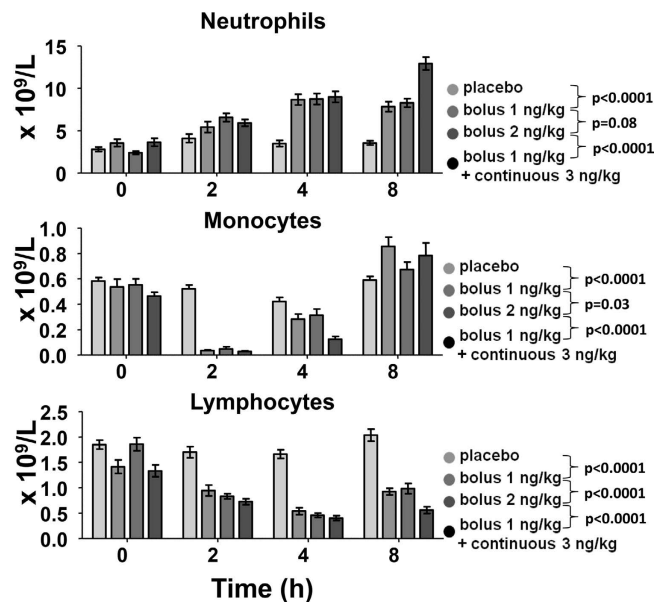 Neutrophils
x 10⁹/L
15
10
5
0
0 2 4 8
placebo
bolus 1 ng/kg
bolus 2 ng/kg
bolus 1 ng/kg
+ continuous 3 ng/kg
p<0.0001
p=0.08
p<0.0001
Monocytes
x 10⁹/L
1.0
0.8
0.6
0.4
0.2
0.0
0 2 4 8
placebo
bolus 1 ng/kg
bolus 2 ng/kg
bolus 1 ng/kg
+ continuous 3 ng/kg
p<0.0001
p=0.03
p<0.0001
Lymphocytes
x 10⁹/L
2.5
2.0
1.5
1.0
0.5
0.0
0 2 4 8
placebo
bolus 1 ng/kg
bolus 2 ng/kg
bolus 1 ng/kg
+ continuous 3 ng/kg
p<0.0001
p<0.0001
p<0.0001
Time (h)